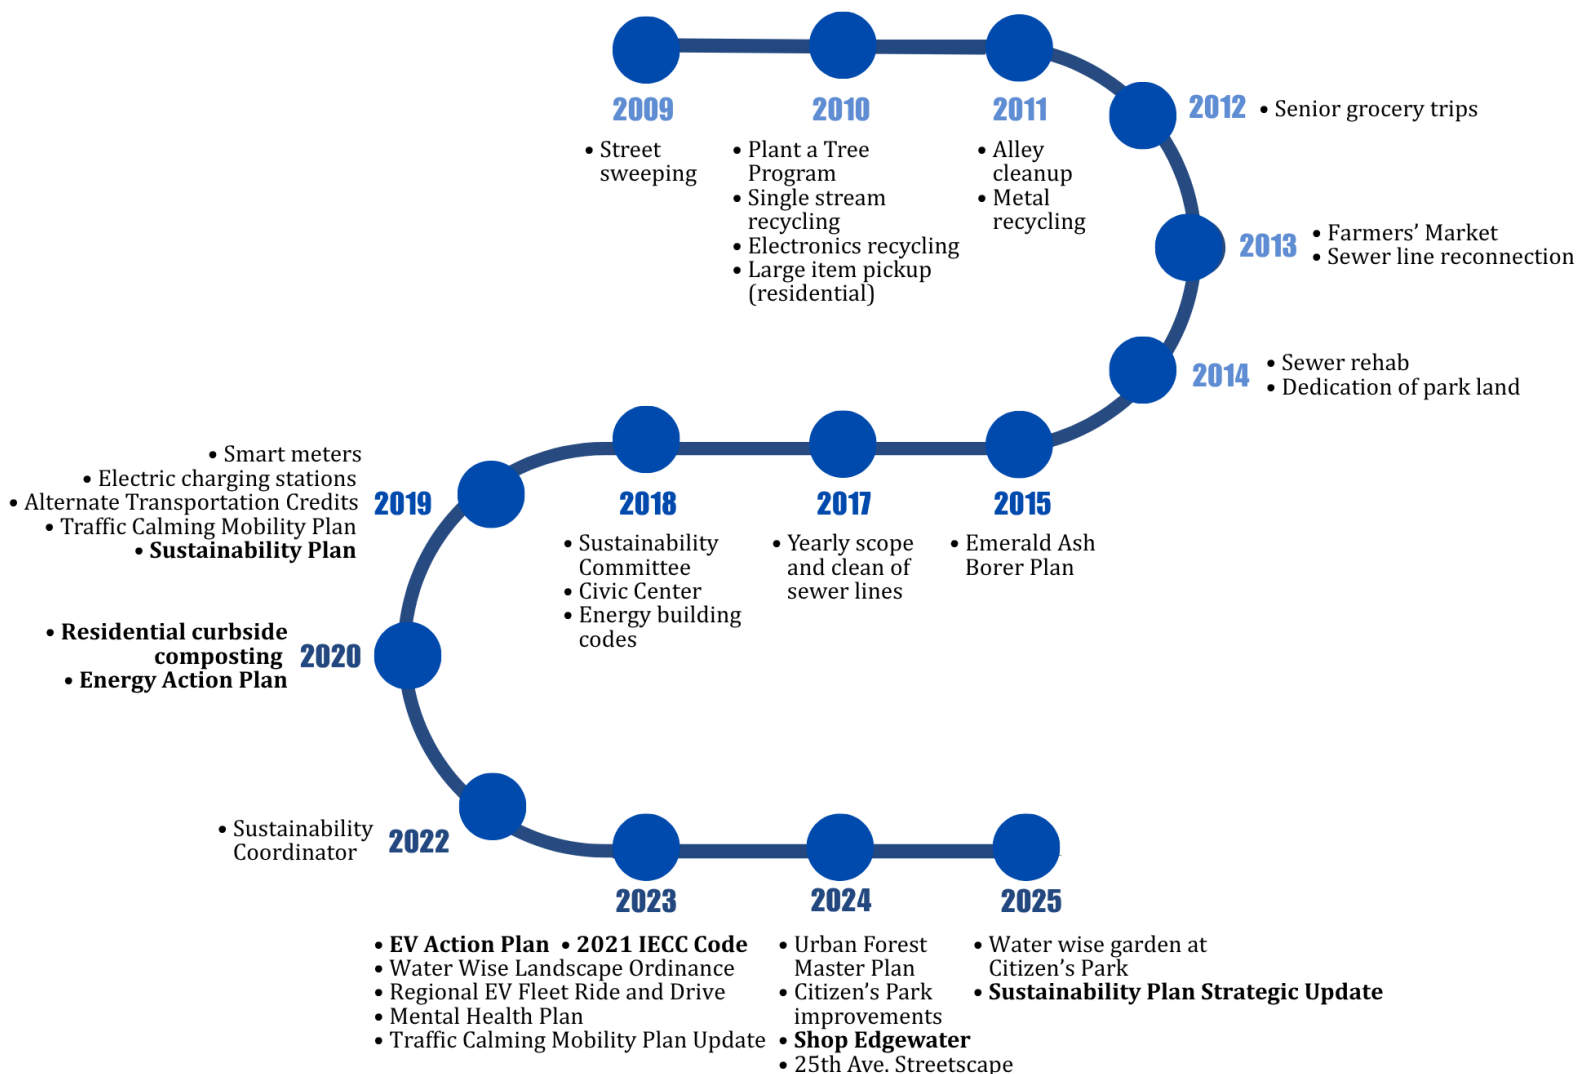 2009
• Street
sweeping
2010
• Plant a Tree
Program
• Single stream
recycling
• Electronics recycling
• Large item pickup
(residential)
2011
• Alley
cleanup
• Metal
recycling
2012
• Senior grocery trips
2013
• Farmers’ Market
• Sewer line reconnection
2014
• Sewer rehab
• Dedication of park land
2015
• Emerald Ash
Borer Plan
2017
• Yearly scope
and clean of
sewer lines
2018
• Sustainability
Committee
• Civic Center
• Energy building
codes
2019
• Smart meters
• Electric charging stations
• Alternate Transportation Credits
• Traffic Calming Mobility Plan
• Sustainability Plan
2020
• Residential curbside
composting
• Energy Action Plan
2022
• Sustainability
Coordinator
2023
• EV Action Plan • 2021 IECC Code
• Water Wise Landscape Ordinance
• Regional EV Fleet Ride and Drive
• Mental Health Plan
• Traffic Calming Mobility Plan Update
2024
• Urban Forest
Master Plan
• Citizen’s Park
improvements
• Shop Edgewater
• 25th Ave. Streetscape
2025
• Water wise garden at
Citizen’s Park
• Sustainability Plan Strategic Update